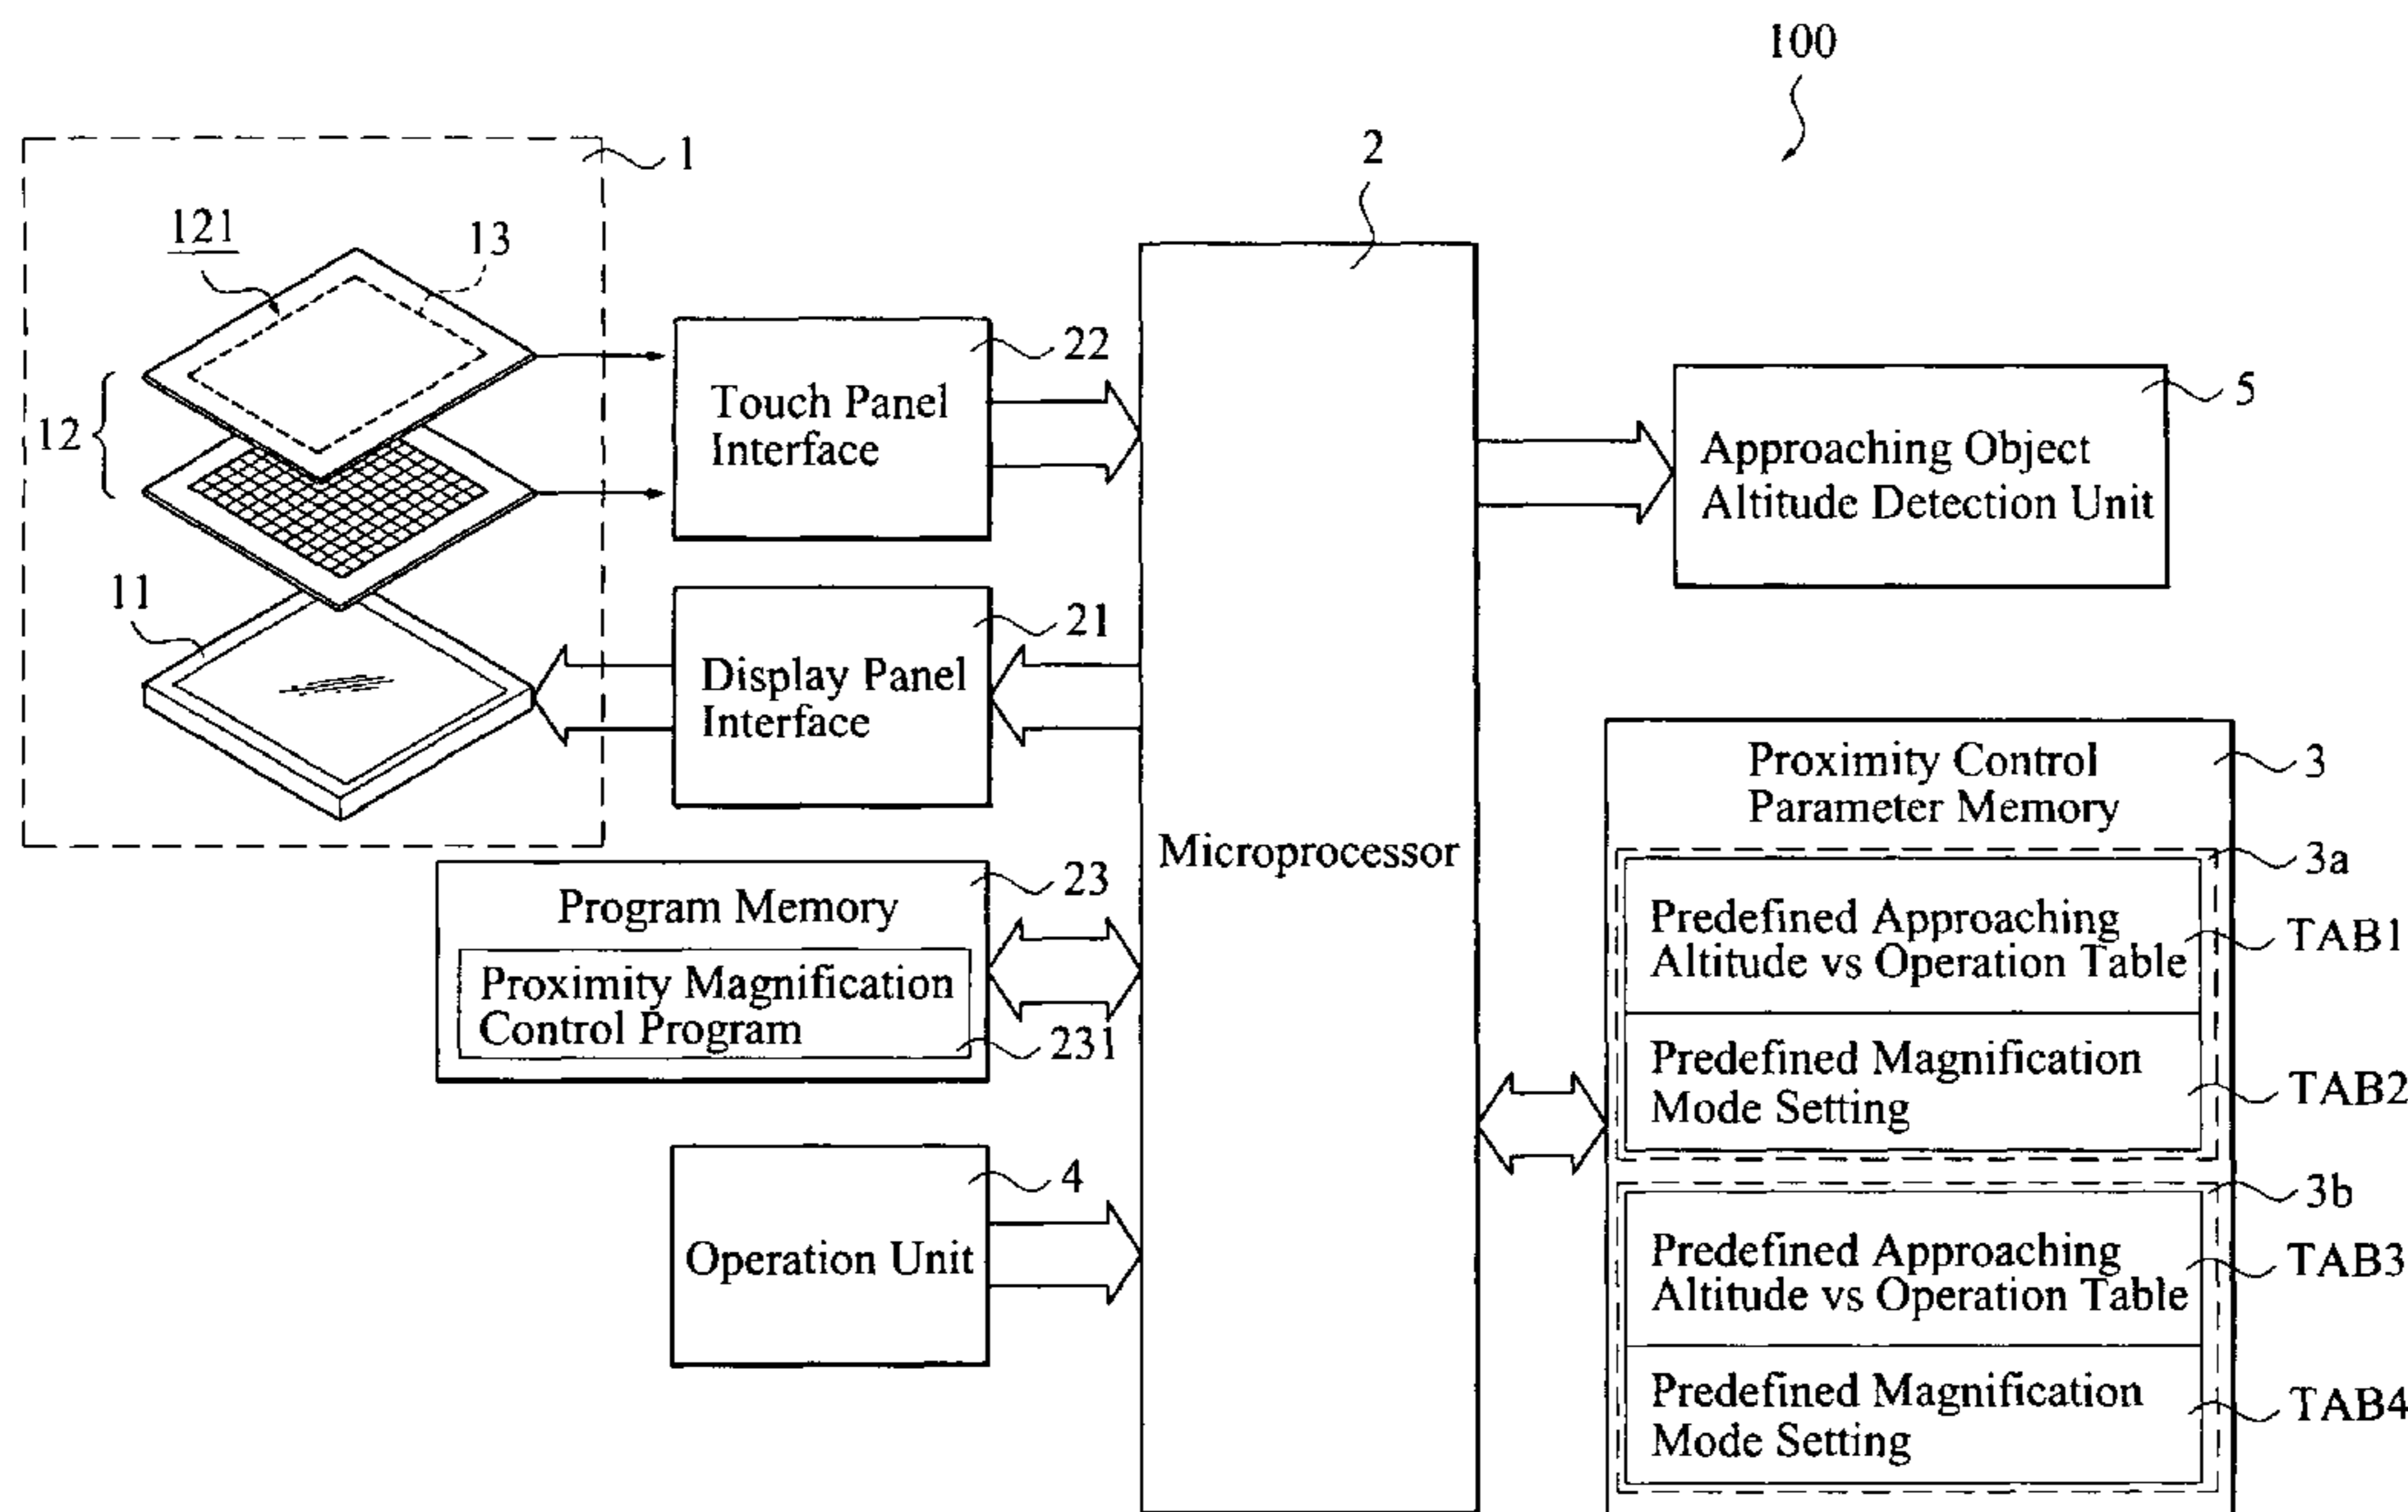 100
1
2
121
13
12
11
Touch Panel
Interface
22
Approaching Object
Altitude Detection Unit
5
Display Panel
Interface
21
Microprocessor
Program Memory
23
Proximity Magnification
Control Program
231
Operation Unit
4
Proximity Control
Parameter Memory
3
3a
Predefined Approaching
Altitude vs Operation Table
TAB1
Predefined Magnification
Mode Setting
TAB2
3b
Predefined Approaching
Altitude vs Operation Table
TAB3
Predefined Magnification
Mode Setting
TAB4